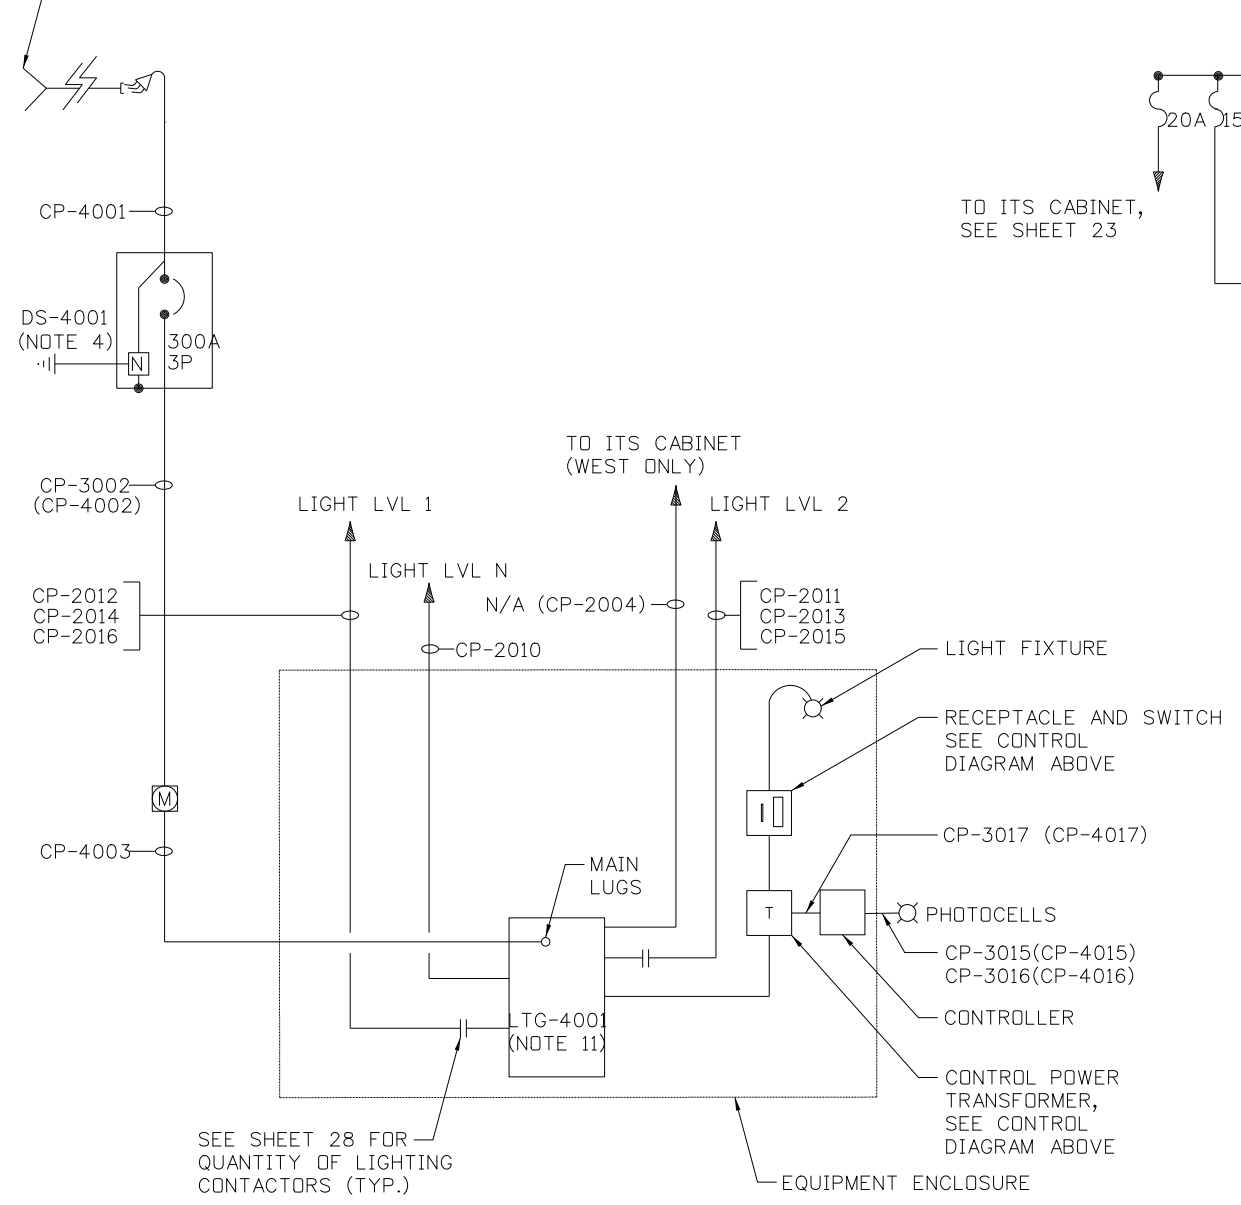 20A
15
TO ITS CABINET,
SEE SHEET 23
CP-4001
DS-4001
(NOTE 4)
300A
3P
N
CP-3002
(CP-4002)
TO ITS CABINET
(WEST ONLY)
LIGHT LVL 1
LIGHT LVL 2
LIGHT LVL N
CP-2012
CP-2014
CP-2016
N/A (CP-2004)
CP-2011
CP-2013
CP-2015
CP-2010
LIGHT FIXTURE
RECEPTACLE AND SWITCH
SEE CONTROL
DIAGRAM ABOVE
M
CP-4003
MAIN
LUGS
CP-3017 (CP-4017)
T
PHOTOCELLS
CP-3015(CP-4015)
CP-3016(CP-4016)
LTG-4001
(NOTE 11)
CONTROLLER
CONTROL POWER
TRANSFORMER,
SEE CONTROL
DIAGRAM ABOVE
SEE SHEET 28 FOR
QUANTITY OF LIGHTING
CONTACTORS (TYP.)
EQUIPMENT ENCLOSURE